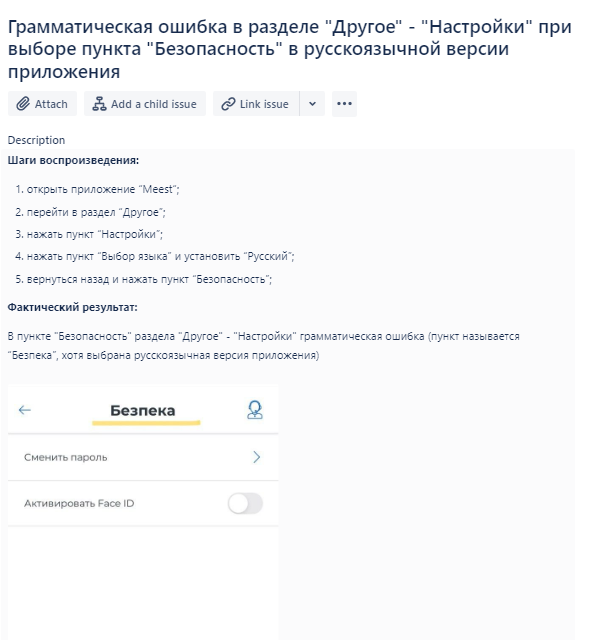 Грамматическая ошибка в разделе "Другое" - "Настройки" при
выборе пункта "Безопасность" в русскоязычной версии
приложения
Attach
Add a child issue
Link issue
Description
Шаги воспроизведения:
1. открыть приложение "Meest";
2. перейти в раздел "Другое";
3. нажать пункт "Настройки";
4. нажать пункт "Выбор языка" и установить "Русский";
5. вернуться назад и нажать пункт "Безопасность";
Фактический результат:
В пункте "Безопасность" раздела "Другое" - "Настройки" грамматическая ошибка (пункт называется
"Безпека", хотя выбрана русскоязычная версия приложения)
Безпека
Сменить пароль
Активировать Face ID